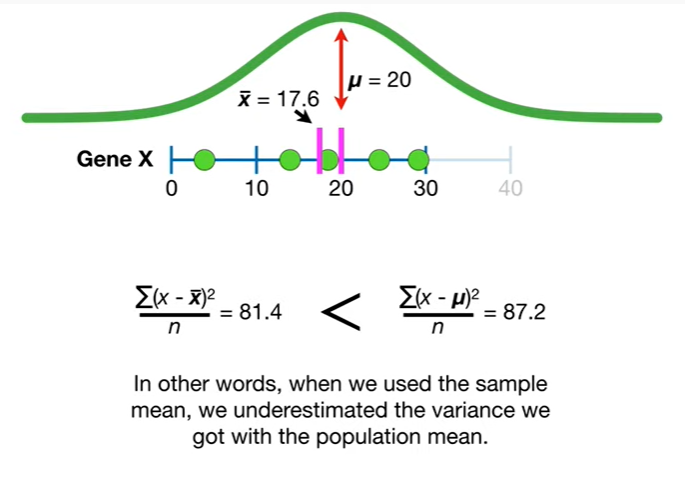 μ = 20
x̄ = 17.6
Gene X
0 10 20 30 40
∑(x - x̄)² / n = 81.4 < ∑(x - μ)² / n = 87.2
In other words, when we used the sample
mean, we underestimated the variance we
got with the population mean.